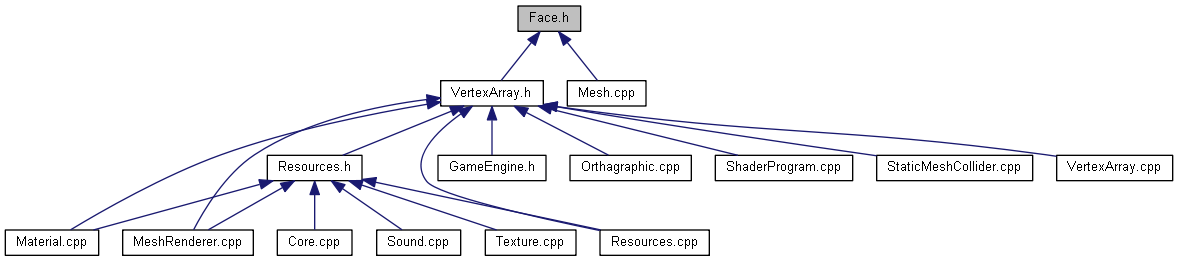 Face.h
VertexArray.h
Mesh.cpp
Resources.h
GameEngine.h
Orthagraphic.cpp
ShaderProgram.cpp
StaticMeshCollider.cpp
VertexArray.cpp
Material.cpp
MeshRenderer.cpp
Core.cpp
Sound.cpp
Texture.cpp
Resources.cpp